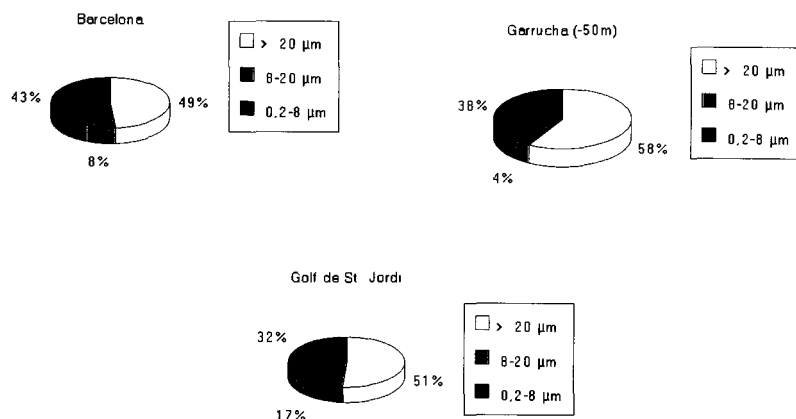 Barcelona
> 20 µm
8-20 µm
0,2-8 µm
43%
49%
8%
Garrucha (-50m)
> 20 µm
8-20 µm
0,2-8 µm
38%
58%
4%
Golf de St Jordi
> 20 µm
8-20 µm
0,2-8 µm
32%
51%
17%